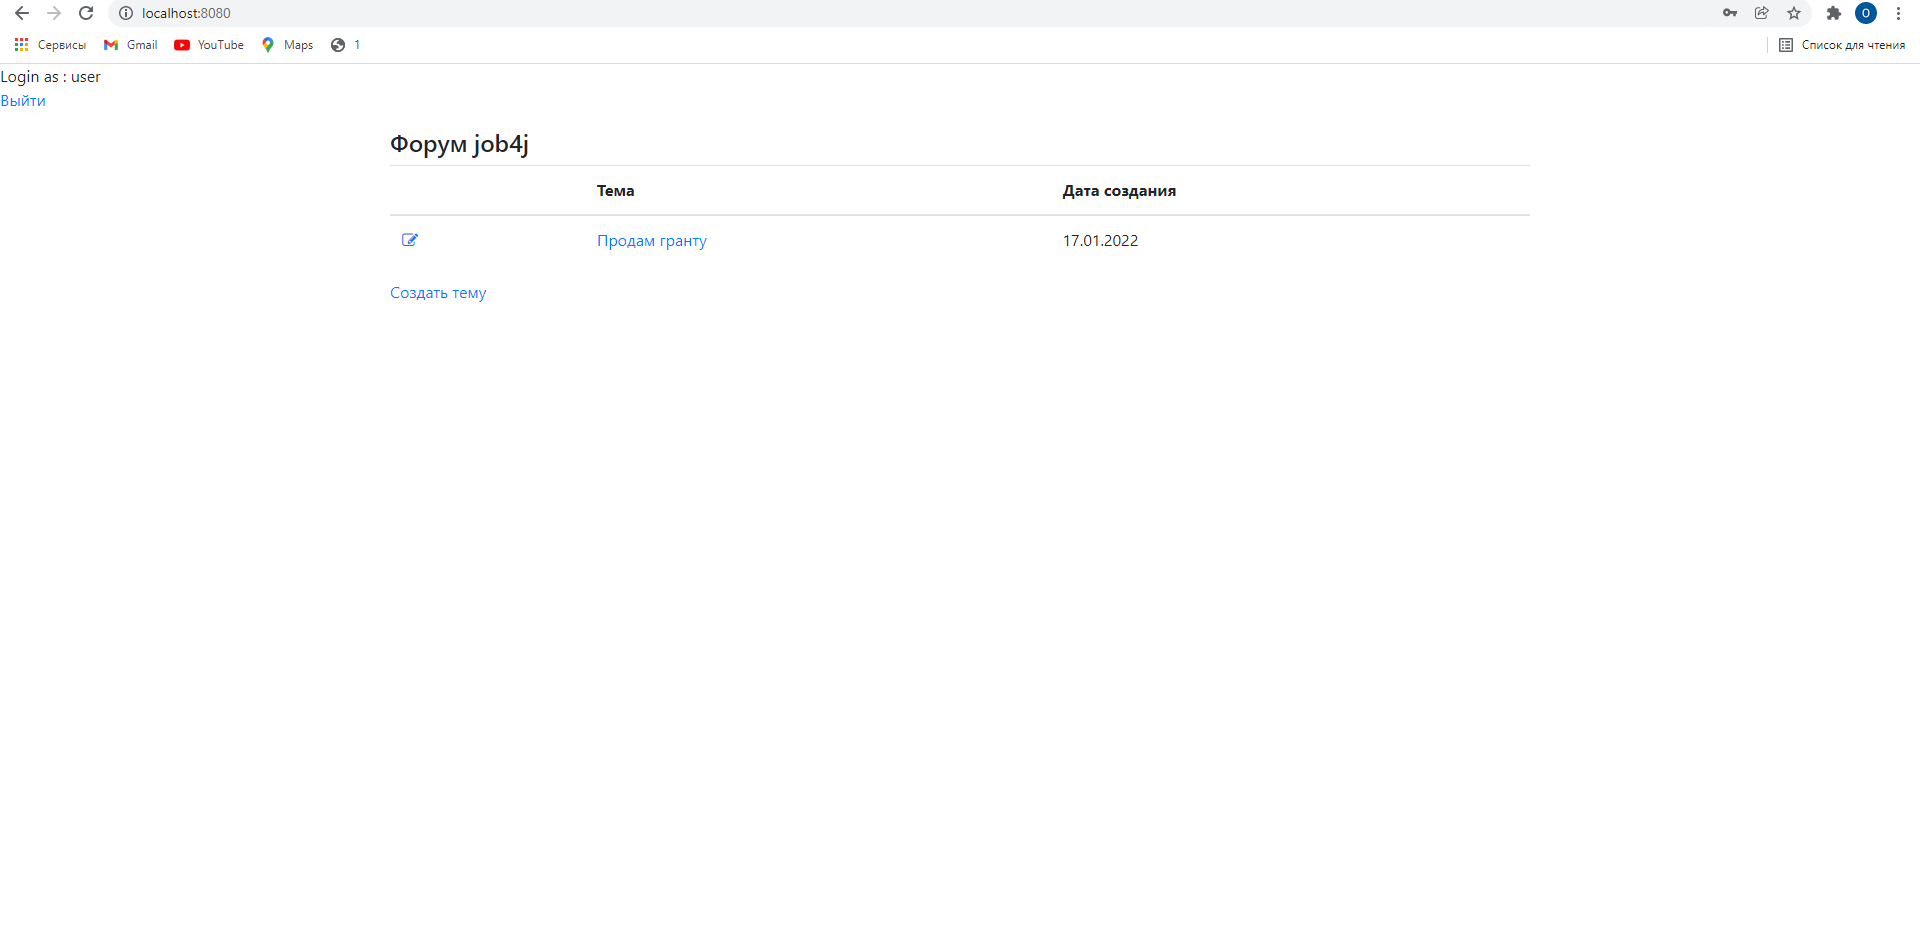 localhost:8080
Сервисы Gmail YouTube Maps 1 Список для чтения
Login as : user
Выйти
Форум job4j
Тема Дата создания
Продам гранту 17.01.2022
Создать тему